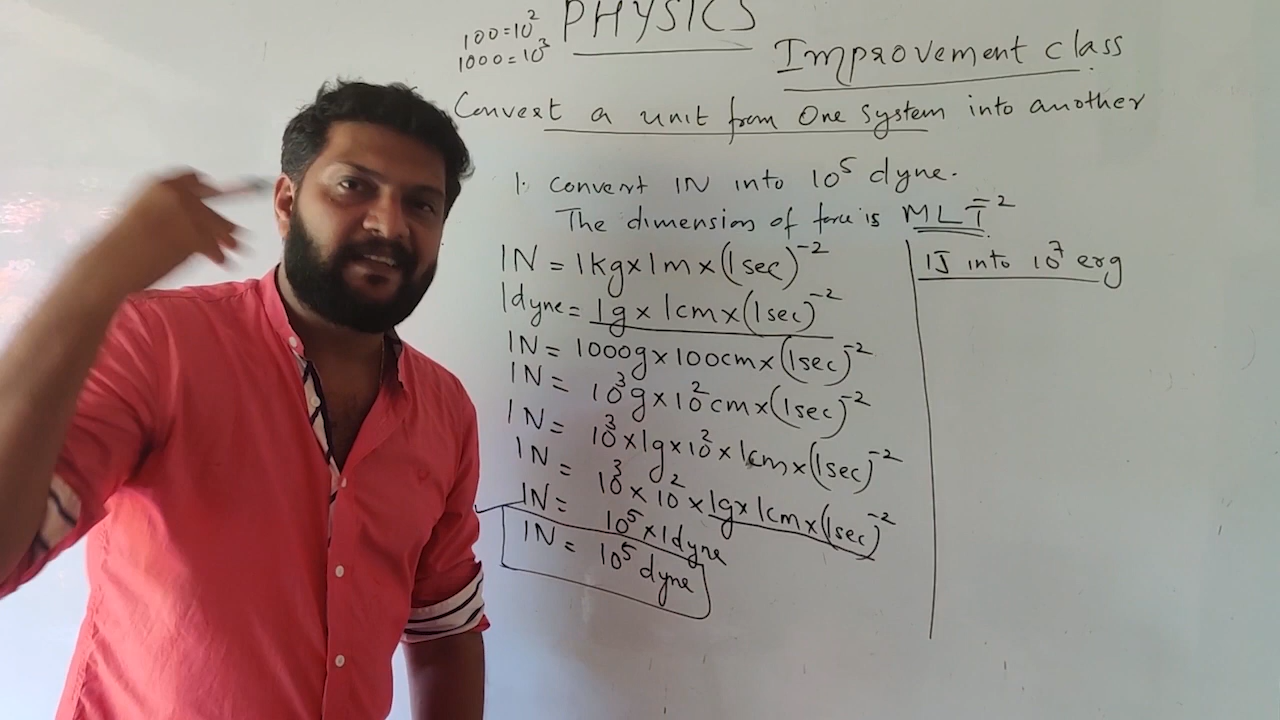 100=10²
1000=10³
PHYSICS
Improvement class
Convert a unit from One system into another
1. Convert 1N into 10⁵ dyne.
The dimension of force is MLT⁻²
1N = 1kg×1m×(1sec)⁻²
1dyne = 1g×1cm×(1sec)⁻²
1N = 1000g×100cm×(1sec)⁻²
1N = 10³g×10²cm×(1sec)⁻²
1N = 10³×1g×10²×1cm×(1sec)⁻²
1N = 10³×10²×1g×1cm×(1sec)⁻²
1N = 10⁵×1dyne
1N = 10⁵ dyne
1J into 10⁷ erg